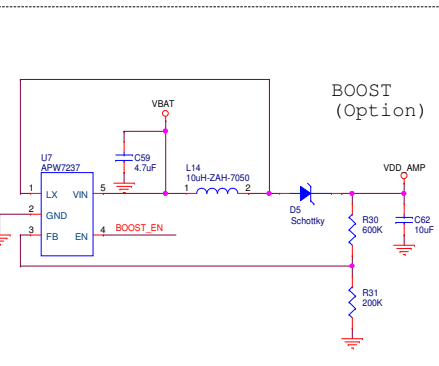 BOOST
(Option)
VBAT
U7
APW7237
C59
4.7uF
L14
10uH-ZAH-7050
VDD_AMP
1 LX VIN 5
1 2
2 GND
3 FB EN 4
BOOST_EN
D5
Schottky
R30
600K
C62
10uF
R31
200K